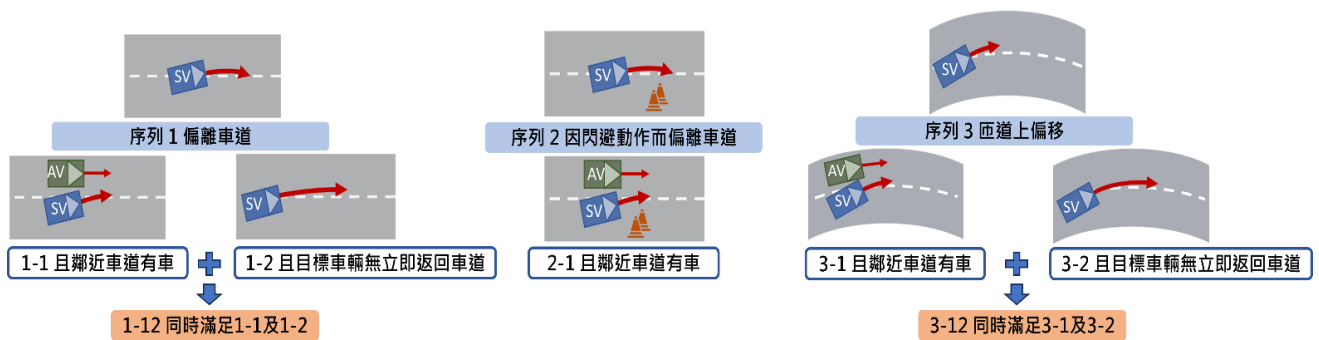 SV
SV
SV
序列 1 偏離車道
序列 2 因閃避動作而偏離車道
序列 3 匝道上偏移
AV
SV
SV
AV
SV
AV
SV
SV
1-1 且鄰近車道有車
1-2 且目標車輛無立即返回車道
2-1 且鄰近車道有車
3-1 且鄰近車道有車
3-2 且目標車輛無立即返回車道
1-12 同時滿足1-1及1-2
3-12 同時滿足3-1及3-2